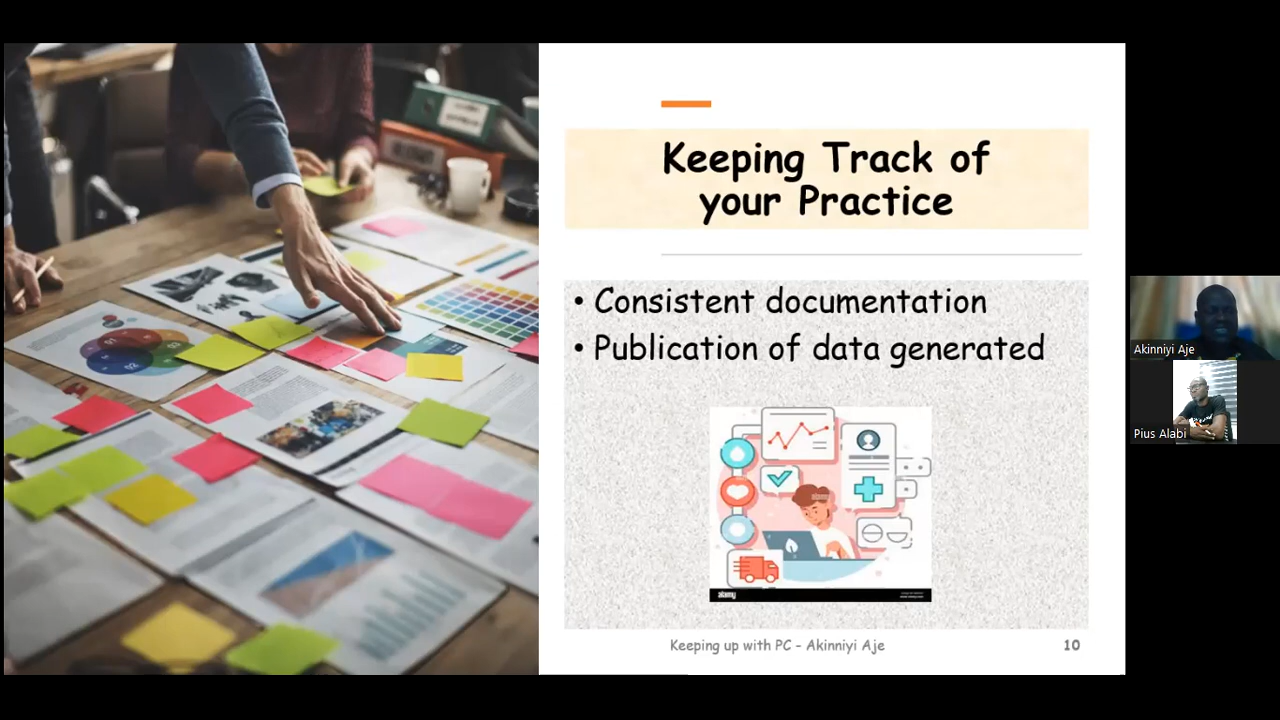 Keeping Track of
your Practice
• Consistent documentation
• Publication of data generated
alamy
alamy
Keeping up with PC – Akinniyi Aje
10
Akinniyi Aje
Pius Alabi